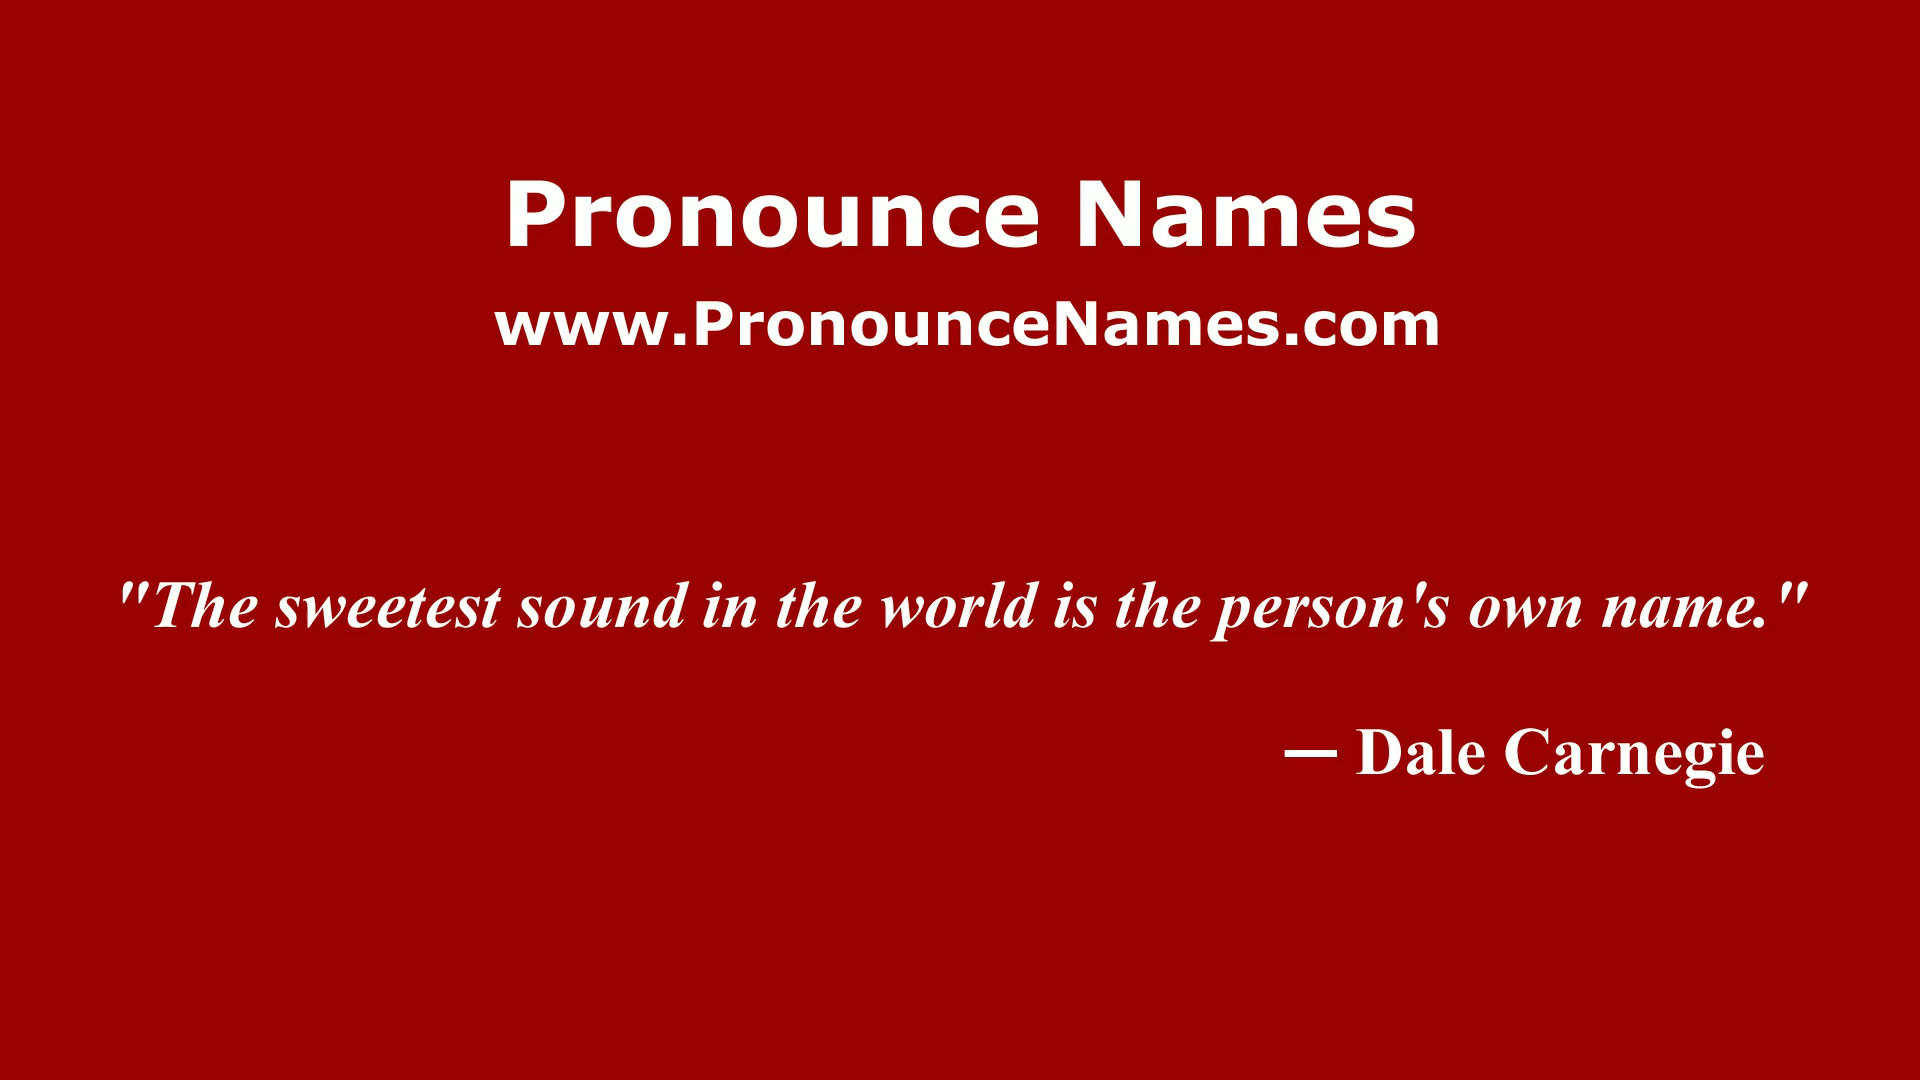 Pronounce Names
www.PronounceNames.com
"The sweetest sound in the world is the person's own name."
— Dale Carnegie